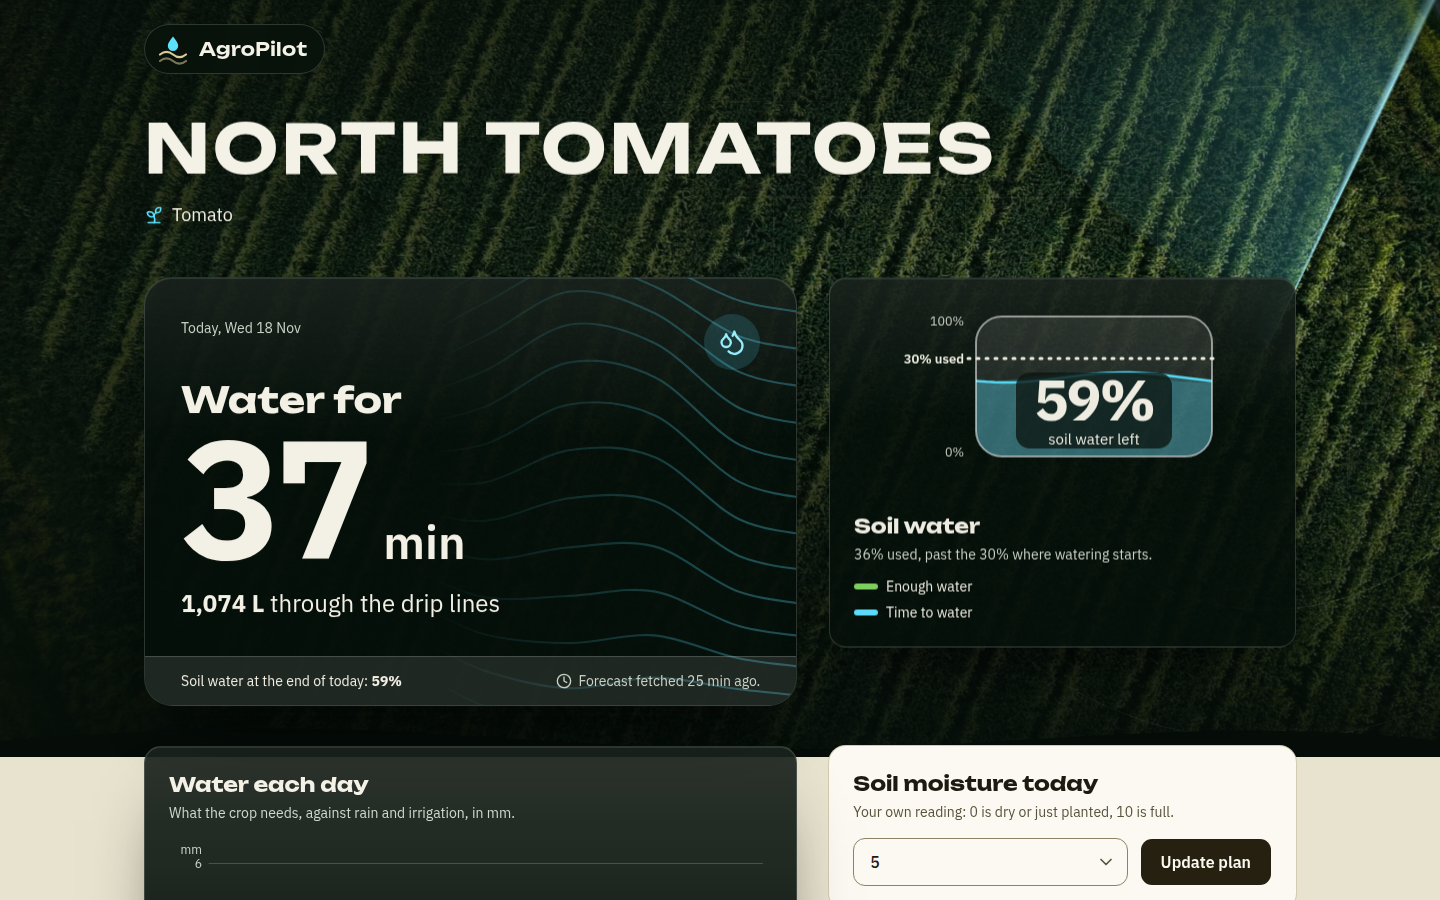 AgroPilot
NORTH TOMATOES
Tomato
Today, Wed 18 Nov
Water for
37 min
1,074 L through the drip lines
Soil water at the end of today: 59%
Forecast fetched 25 min ago.
100%
30% used
59%
soil water left
0%
Soil water
36% used, past the 30% where watering starts.
Enough water
Time to water
Water each day
What the crop needs, against rain and irrigation, in mm.
mm
6
Soil moisture today
Your own reading: 0 is dry or just planted, 10 is full.
5
Update plan